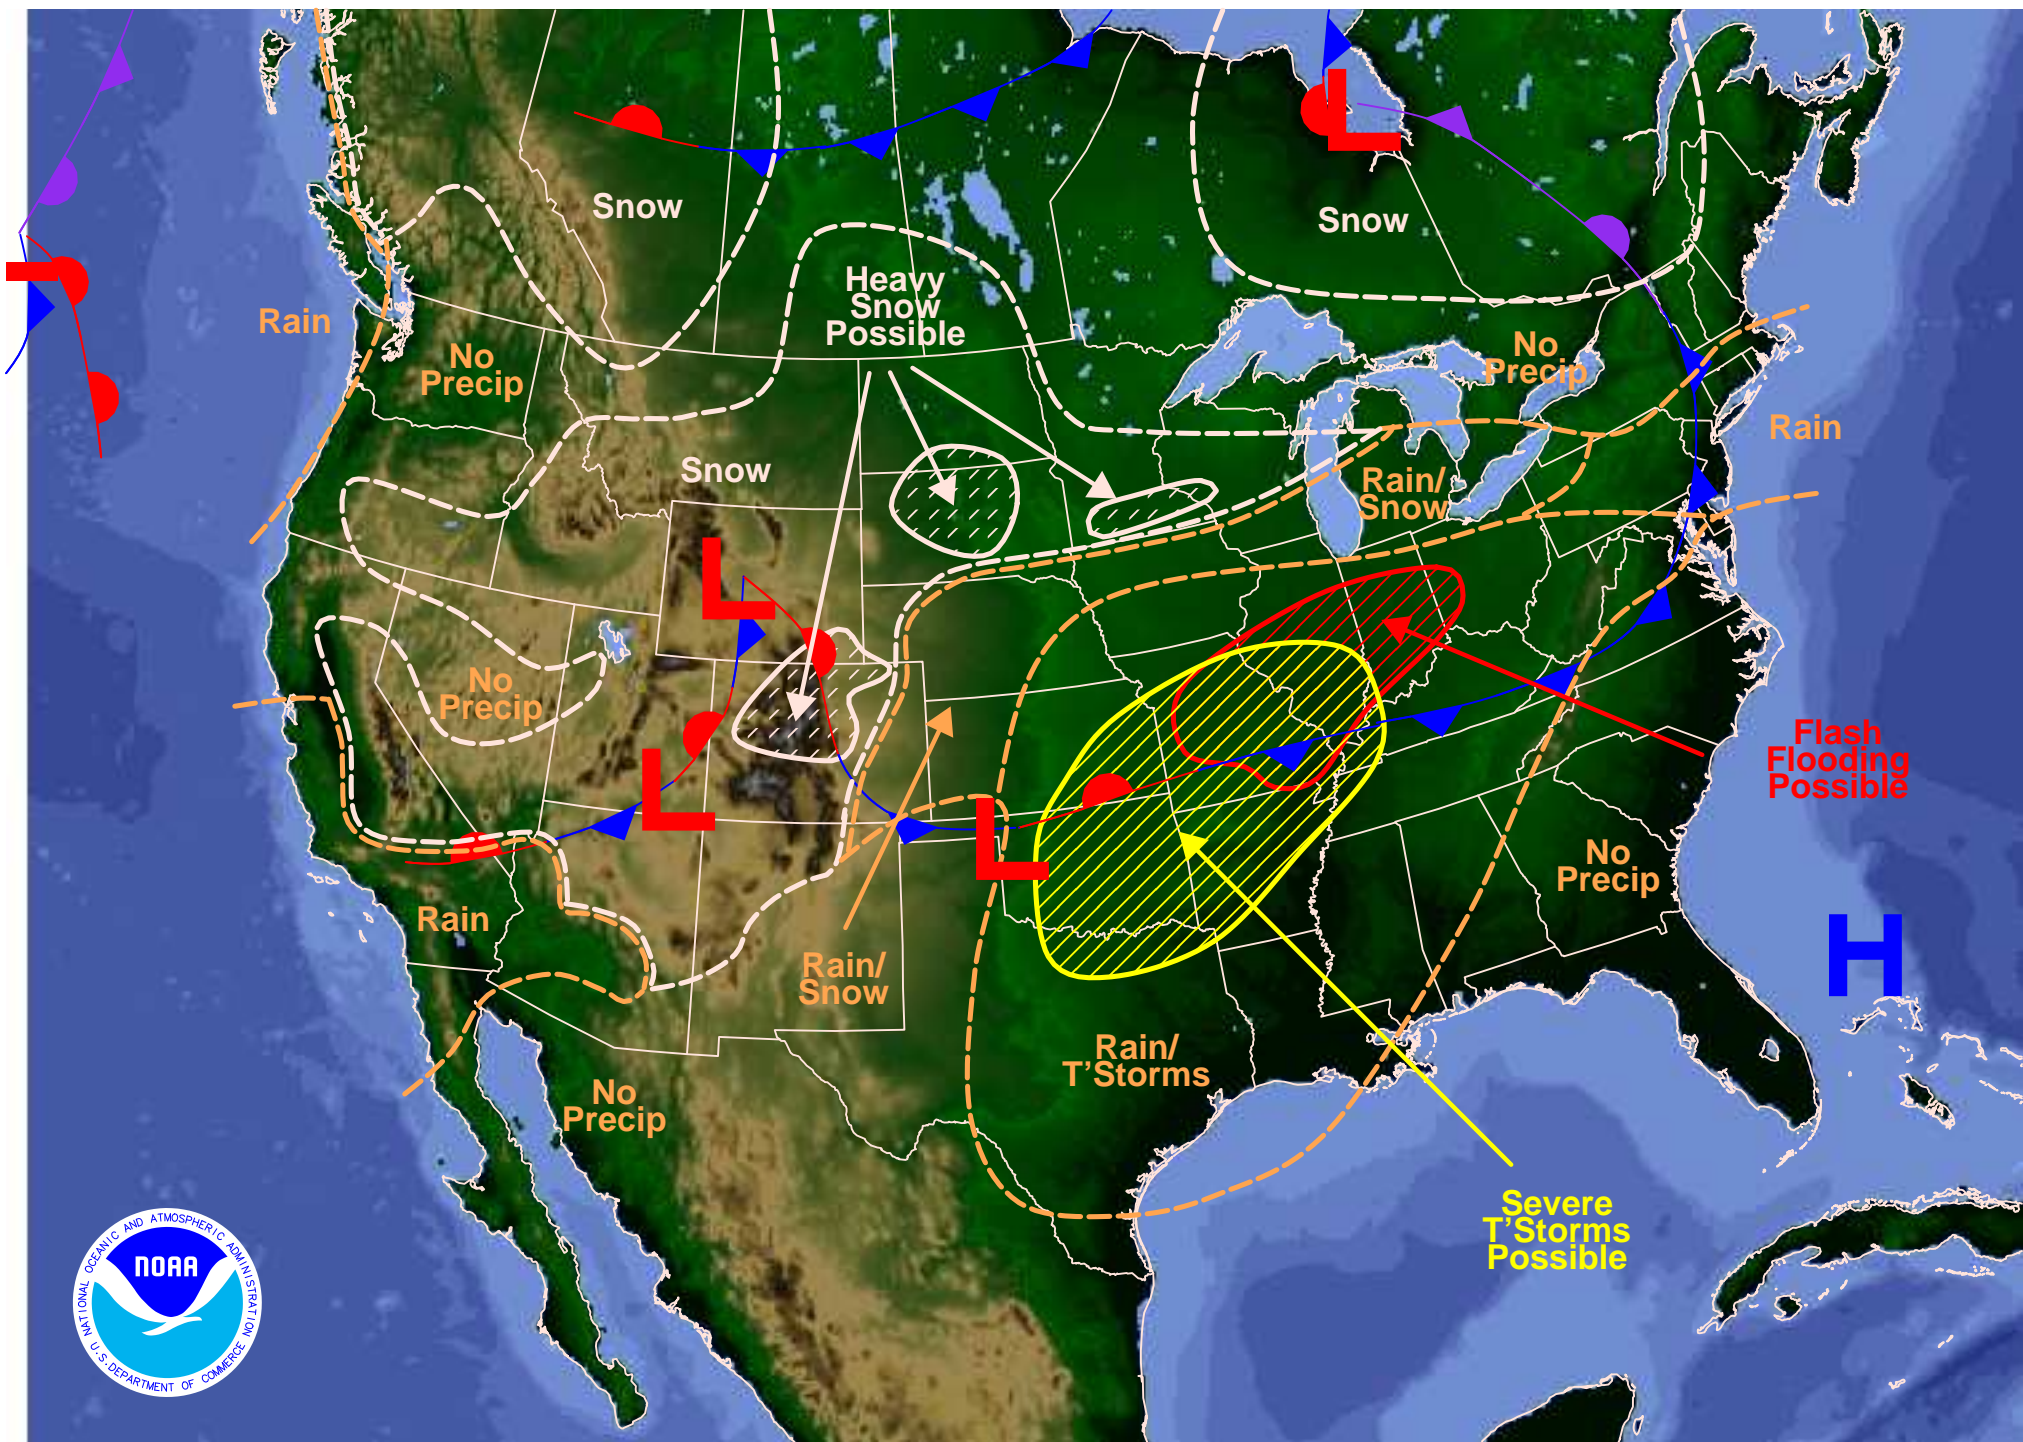 Snow
Snow
Heavy
Snow
Possible
Rain
No
Precip
No
Precip
Rain
Snow
Rain/
Snow
No
Precip
Flash
Flooding
Possible
No
Precip
Rain
Rain/
Snow
Rain/
T'Storms
No
Precip
Severe
T'Storms
Possible
L
L
L
L
H
NATIONAL OCEANIC AND ATMOSPHERIC ADMINISTRATION
NOAA
U.S. DEPARTMENT OF COMMERCE